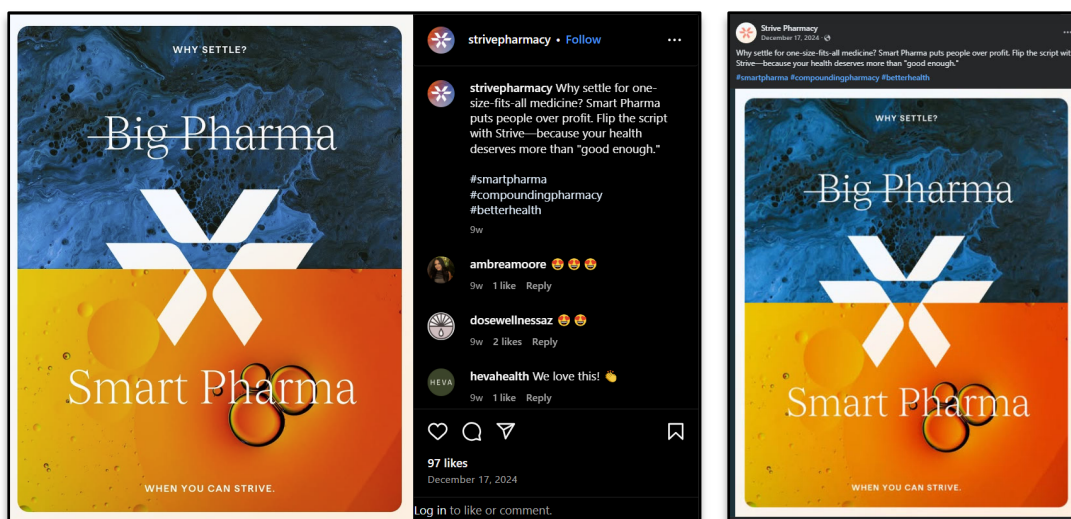 WHY SETTLE?
Big Pharma
Smart Pharma
WHEN YOU CAN STRIVE.
strivepharmacy • Follow
strivepharmacy Why settle for one-
size-fits-all medicine? Smart Pharma
puts people over profit. Flip the script
with Strive—because your health
deserves more than "good enough."
#smartpharma
#compoundingpharmacy
#betterhealth
9w
ambreamoore 🤩 🤩 🤩
9w 1 like Reply
dosewellnessaz 🤩 🤩
9w 2 likes Reply
HEVA
hevahealth We love this! 👏
9w 1 like Reply
97 likes
December 17, 2024
Log in to like or comment.
Strive Pharmacy
December 17, 2024 ·
Why settle for one-size-fits-all medicine? Smart Pharma puts people over profit. Flip the script wit
Strive—because your health deserves more than "good enough."
#smartpharma #compoundingpharmacy #betterhealth
WHY SETTLE?
Big Pharma
Smart Pharma
WHEN YOU CAN STRIVE.